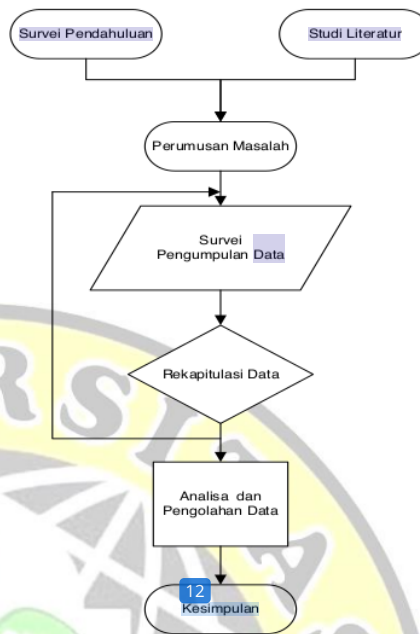 Survei Pendahuluan
Studi Literatur
Perumusan Masalah
Survei
Pengumpulan Data
Rekapitulasi Data
Analisa dan
Pengolahan Data
12
Kesimpulan